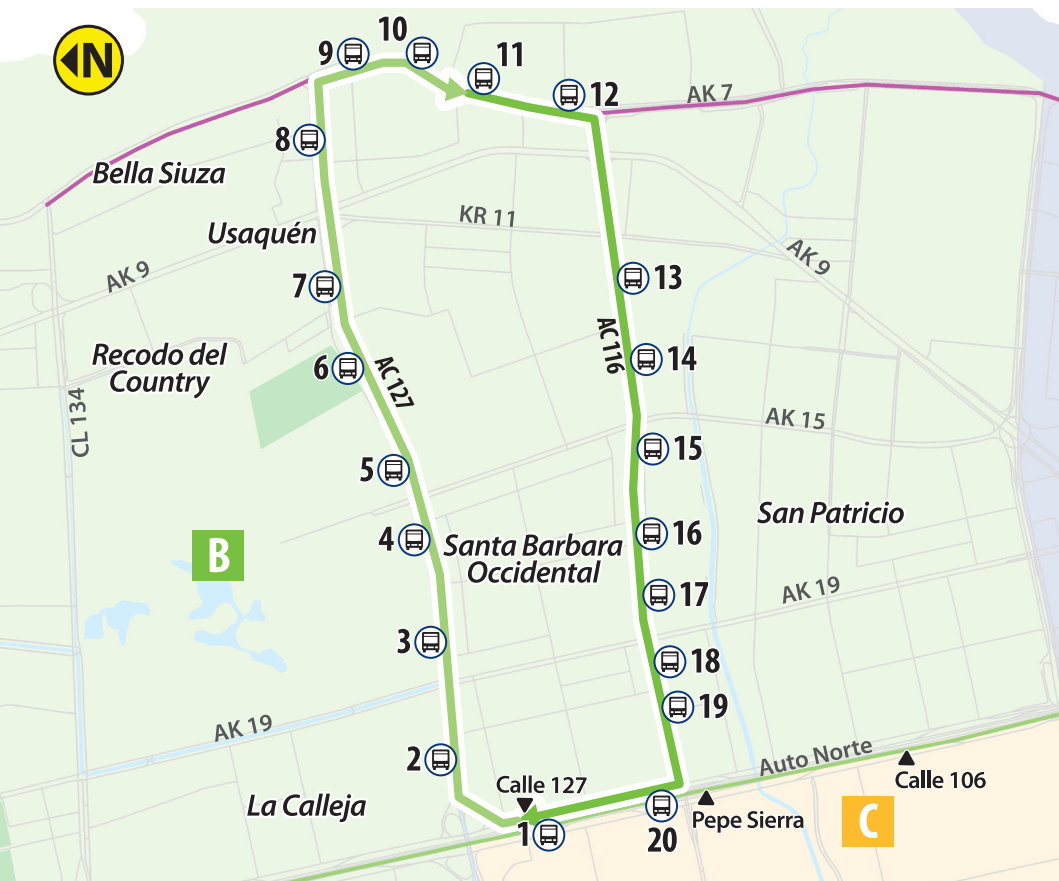 N
9
10
11
12
AK 7
8
Bella Siuza
Usaquén
KR 11
AK 9
AK 9
7
13
Recodo del
Country
6
AC 127
AC 116
14
CL 134
AK 15
5
15
4
Santa Barbara
Occidental
16
San Patricio
B
17
AK 19
3
18
19
AK 19
2
Auto Norte
Calle 127
Calle 106
La Calleja
1
20
Pepe Sierra
C